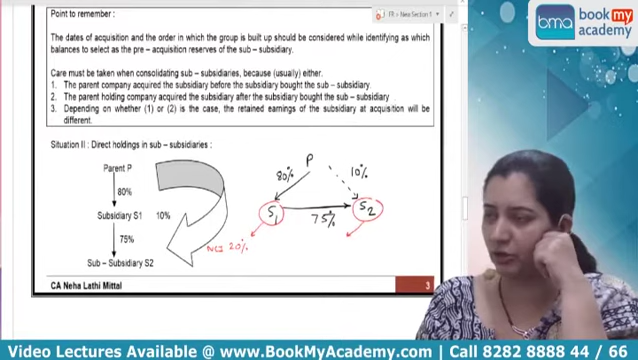 Point to remember :
The dates of acquisition and the order in which the group is built up should be considered while identifying as which
balances to select as the pre – acquisition reserves of the sub – subsidiary.
Care must be taken when consolidating sub – subsidiaries, because (usually) either.
1. The parent company acquired the subsidiary before the subsidiary bought the sub – subsidiary.
2. The parent holding company acquired the subsidiary after the subsidiary bought the sub – subsidiary
3. Depending on whether (1) or (2) is the case, the retained earnings of the subsidiary at acquisition will be
different.
Situation II : Direct holdings in sub – subsidiaries :
Parent P
80%
Subsidiary S1 10%
75%
Sub – Subsidiary S2
P
80% 10%
S1 75% S2
NCI 20%
CA Neha Lathi Mittal 3
bma book my academy
Video Lectures Available @ www.BookMyAcademy.com | Call 8282 8888 44 / 66